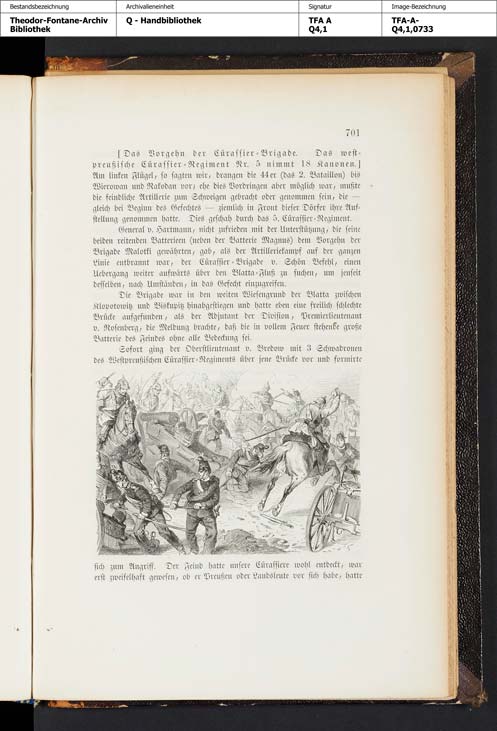 Bestandsbezeichnung
Archivalieneinheit
Signatur
Image-Bezeichnung
Theodor-Fontane-Archiv
Bibliothek
Q - Handbibliothek
TFA A
Q4,1
TFA-A-
Q4,1,0733
701
[Das Vorgehn der Cürassier-Brigade. Das west-
preußische Cürassier-Regiment Nr. 5 nimmt 18 Kanonen.]
Am linken Flügel, so sagten wir, drangen die 44er (das 2. Bataillon) bis
Wierowan und Rakodau vor; ehe dies Vordringen aber möglich war, mußte
die feindliche Artillerie zum Schweigen gebracht oder genommen sein, die —
gleich bei Beginn des Gefechts — ziemlich in Front dieser Dörfer ihre Auf-
stellung genommen hatte. Dies geschah durch das 5. Cürassier-Regiment.
General v. Hartmann, nicht zufrieden mit der Unterstützung, die seine
beiden reitenden Batterieen (neben der Batterie Magnus) dem Vorgehn der
Brigade Malotki gewährten, gab, als der Artilleriekampf auf der ganzen
Linie entbrannt war, der Cürassier-Brigade v. Schön Befehl, einen
Uebergang weiter aufwärts über den Blatta-Fluß zu suchen, um jenseit
desselben, nach Umständen, in das Gefecht einzugreifen.
Die Brigade war in den weiten Wiesengrund der Blatta zwischen
Klopotowitz und Biskupitz hinabgestiegen und hatte eben eine freilich schlechte
Brücke aufgefunden, als der Adjutant der Division, Premierlieutenant
v. Rosenberg, die Meldung brachte, daß die in vollem Feuer stehende große
Batterie des Feindes ohne alle Bedeckung sei.
Sofort ging der Oberstlieutenant v. Bredow mit 3 Schwadronen
des Westpreußischen Cürassier-Regiments über jene Brücke vor und formirte
sich zum Angriff. Der Feind hatte unsere Cürassiere wohl entdeckt; war
erst zweifelhaft gewesen, ob er Preußen oder Landsleute vor sich habe, hatte